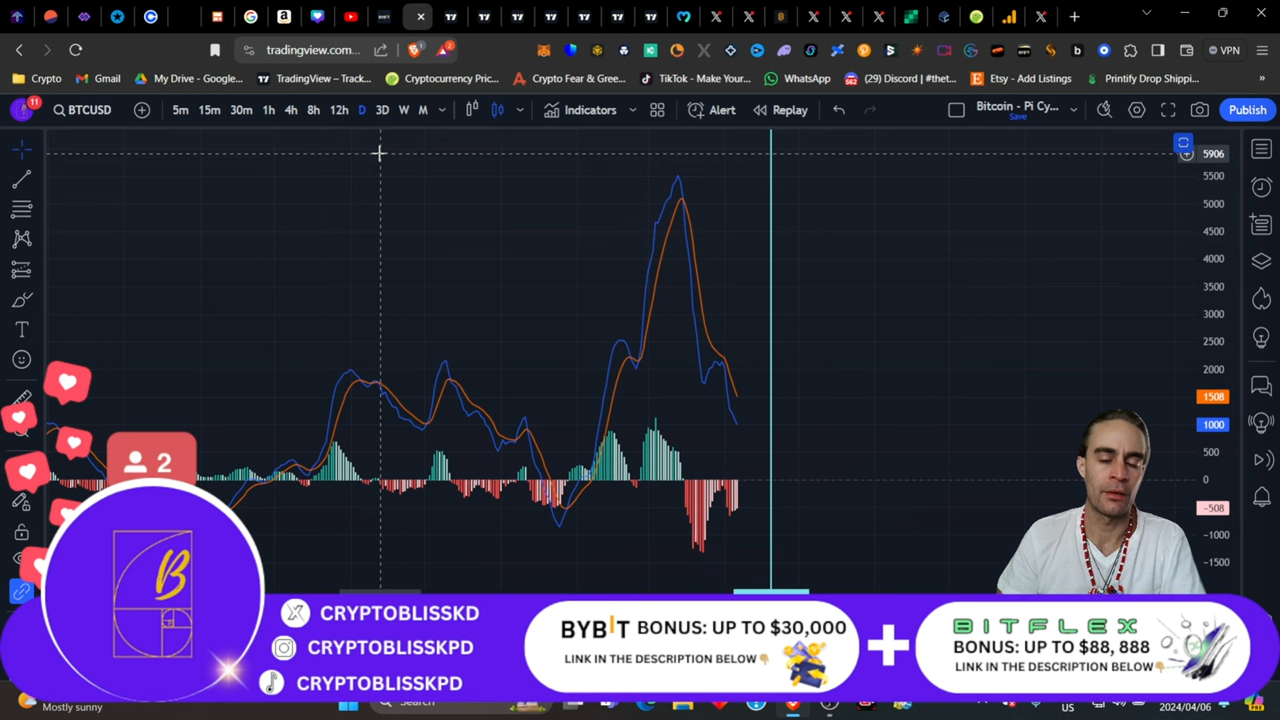 tradingview.com...
VPN
Crypto
Gmail
My Drive - Google...
TradingView – Track...
Cryptocurrency Pric...
Crypto Fear & Gree...
TikTok - Make Your...
WhatsApp
(29) Discord | #thet...
Etsy - Add Listings
Printify Drop Shippi...
11
BTCUSD
5m
15m
30m
1h
4h
8h
12h
D
3D
W
M
Indicators
Alert
Replay
Bitcoin - Pi Cy...
Save
Publish
5906
5500
5000
4500
4000
3500
3000
2500
2000
1508
1000
500
0
−508
−1000
−1500
2
B
CRYPTOBLISSKD
CRYPTOBLISSKPD
CRYPTOBLISSKPD
BYBIT BONUS: UP TO $30,000
LINK IN THE DESCRIPTION BELOW
BITFLEX
BONUS: UP TO $88, 888
LINK IN THE DESCRIPTION BELOW
Mostly sunny
Search
US
2024/04/06